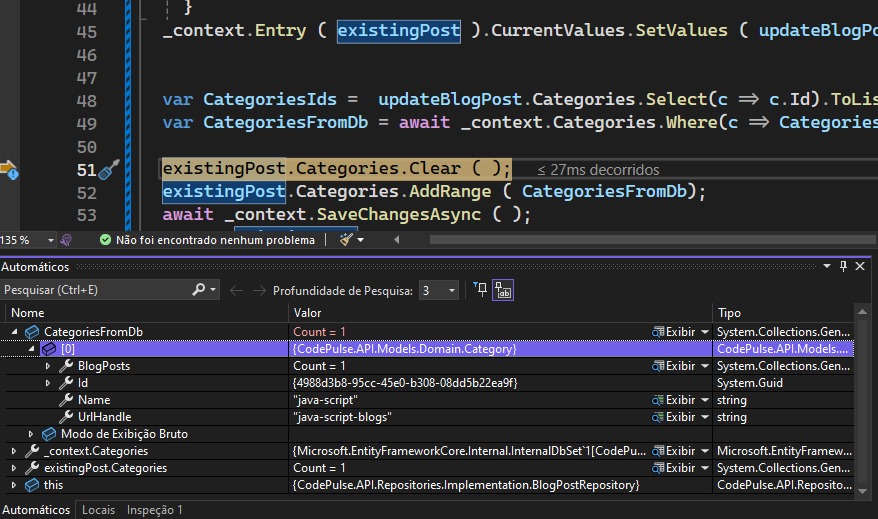 44 }
45 _context.Entry ( existingPost ).CurrentValues.SetValues ( updateBlogPo
46
47
48 var CategoriesIds = updateBlogPost.Categories.Select(c => c.Id).ToLis
49 var CategoriesFromDb = await _context.Categories.Where(c => Categories
50
51 existingPost.Categories.Clear ( ); ≤ 27ms decorridos
52 existingPost.Categories.AddRange ( CategoriesFromDb);
53 await _context.SaveChangesAsync ( );
135 % Não foi encontrado nenhum problema
Automáticos
Pesquisar (Ctrl+E) Profundidade de Pesquisa: 3
Nome Valor Tipo
CategoriesFromDb Count = 1 Exibir System.Collections.Gen...
[0] {CodePulse.API.Models.Domain.Category} CodePulse.API.Models....
BlogPosts Count = 1 Exibir System.Collections.Gen...
Id {4988d3b8-95cc-45e0-b308-08dd5b22ea9f} System.Guid
Name "java-script" Exibir string
UrlHandle "java-script-blogs" Exibir string
Modo de Exibição Bruto
_context.Categories {Microsoft.EntityFrameworkCore.Internal.InternalDbSet`1[CodePu... Exibir Microsoft.EntityFramew...
existingPost.Categories Count = 1 Exibir System.Collections.Gen...
this {CodePulse.API.Repositories.Implementation.BlogPostRepository} CodePulse.API.Reposito...
Automáticos Locais Inspeção 1